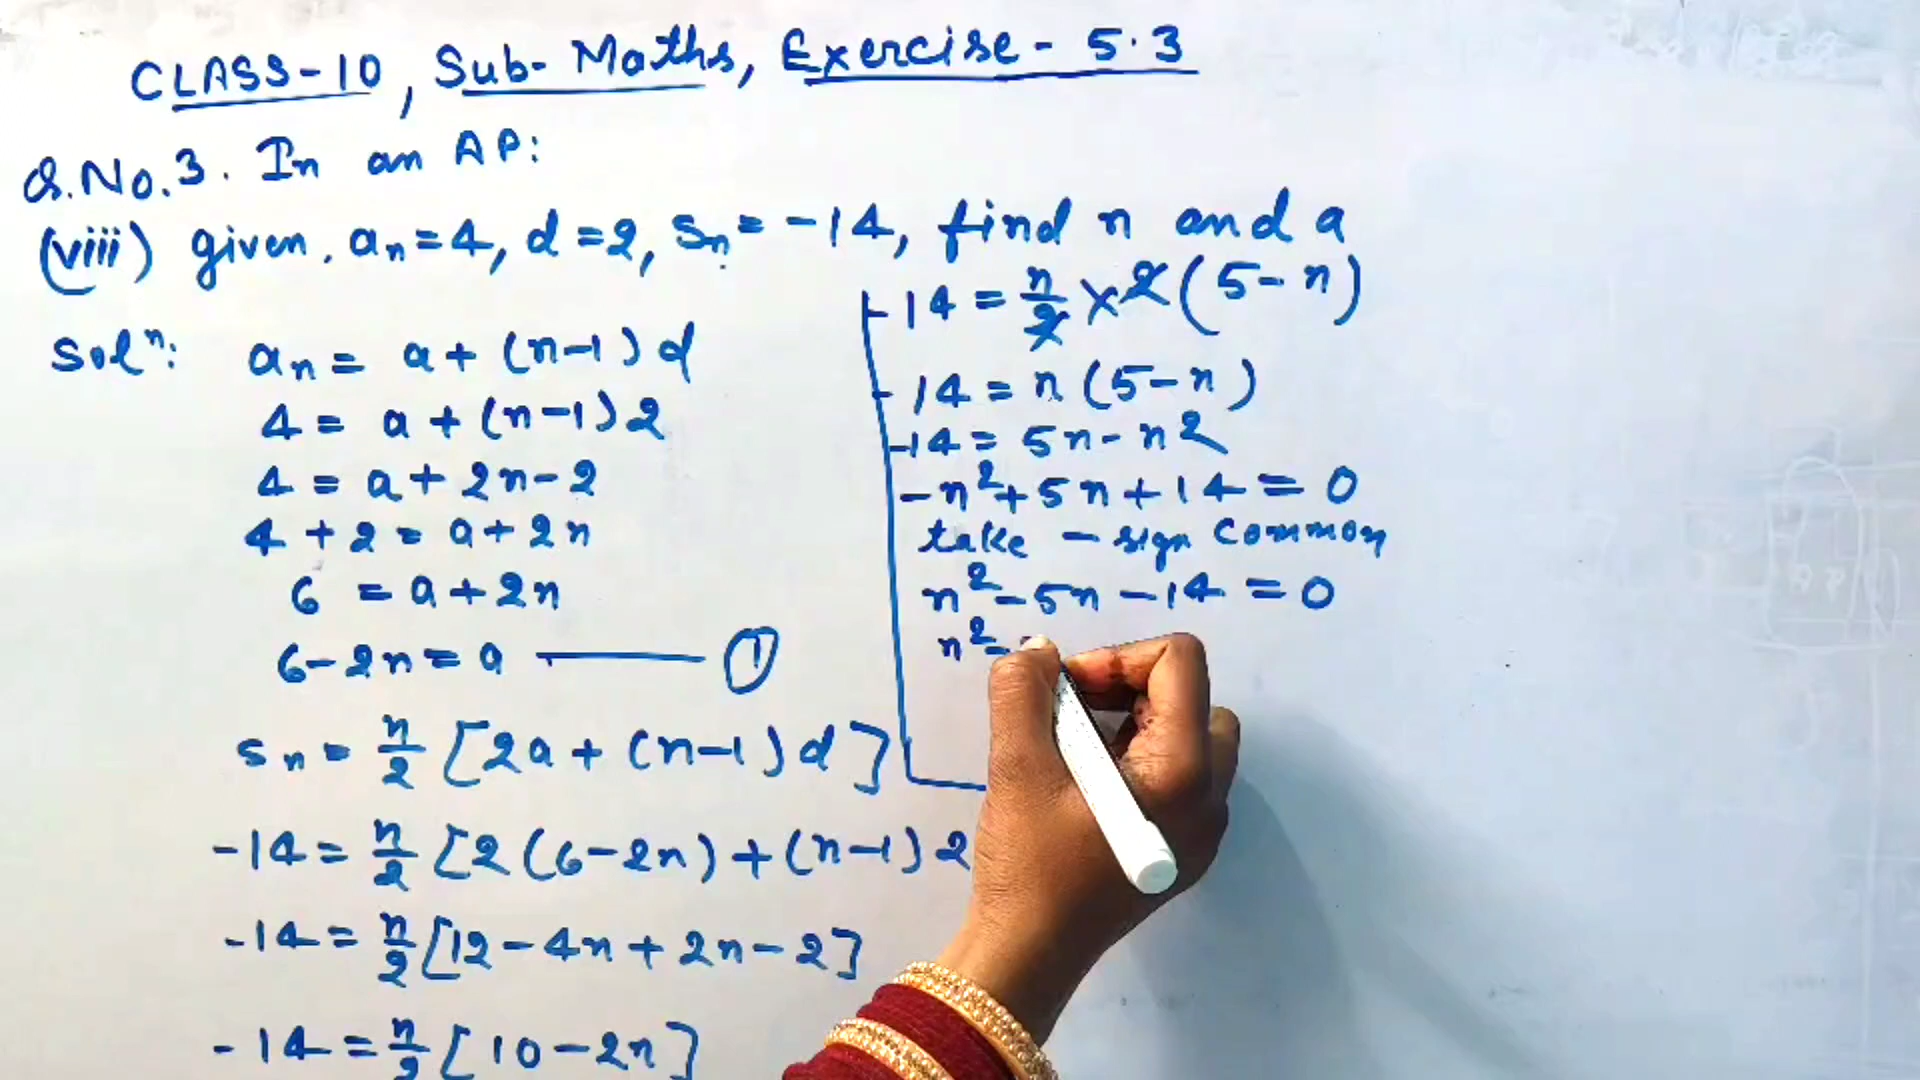 CLASS-10, Sub- Maths, Exercise - 5.3
Q.No.3. In an AP:
(viii) given, aₙ=4, d=2, Sₙ=-14, find n and a
Solⁿ: aₙ = a+(n-1)d
4 = a+(n-1)2
4 = a+2n-2
4+2 = a+2n
6 = a+2n
6-2n=a ——— ①
Sₙ = n/2 [2a+(n-1)d]
-14 = n/2 [2(6-2n)+(n-1)2
-14 = n/2 [12-4n+2n-2]
-14 = n/2 [10-2n]
-14 = n/2 × 2(5-n)
-14 = n(5-n)
-14 = 5n-n²
-n²+5n+14=0
take - sign common
n²-5n-14=0
n²-